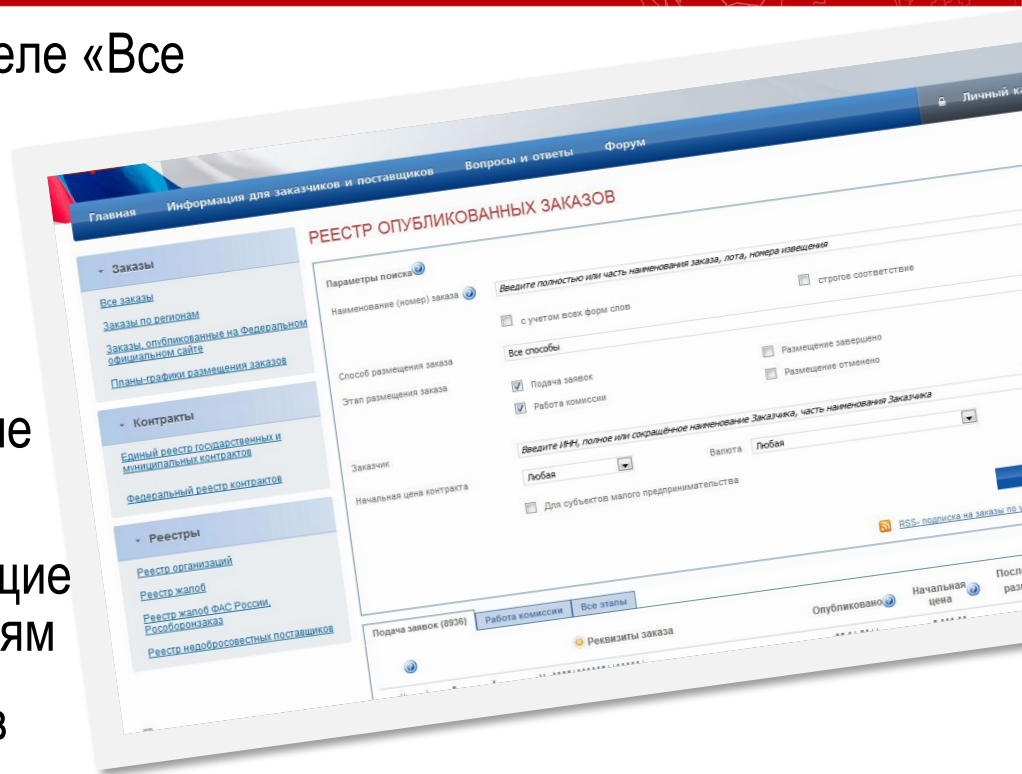 еле «Все
ие
щие
ям
в
Личный
Главная Информация для заказчиков и поставщиков Вопросы и ответы Форум
Заказы
Все заказы
Заказы по регионам
Заказы, опубликованные на Федеральном
официальном сайте
Планы-графики размещения заказов
Контракты
Единый реестр государственных и
муниципальных контрактов
Федеральный реестр контрактов
Реестры
Реестр организаций
Реестр жалоб
Реестр жалоб ФАС России,
Рособоронзаказ
Реестр недобросовестных поставщиков
РЕЕСТР ОПУБЛИКОВАННЫХ ЗАКАЗОВ
Параметры поиска
Наименование (номер) заказа Введите полностью или часть наименования заказа, лота, номера извещения
с учетом всех форм слов строгое соответствие
Способ размещения заказа Все способы
Этап размещения заказа Подача заявок Размещение завершено
Работа комиссии Размещение отменено
Заказчик Введите ИНН, полное или сокращённое наименование Заказчика, часть наименования Заказчика
Начальная цена контракта Любая Валюта Любая
Для субъектов малого предпринимательства
RSS- подписка на заказы по
Подача заявок (8936) Работа комиссии Все этапы
Реквизиты заказа Опубликовано Начальная
цена